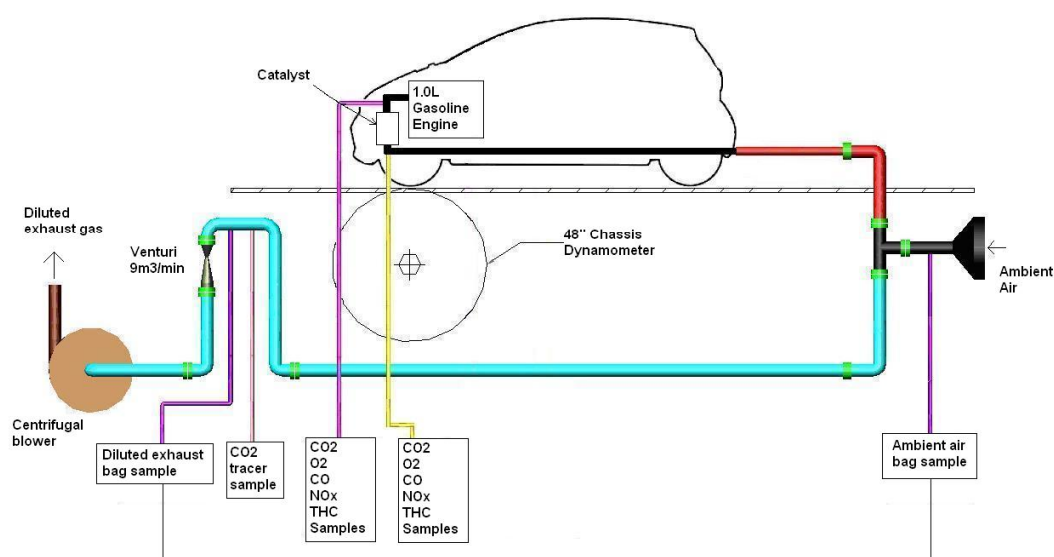 Catalyst
1.0L
Gasoline
Engine
Diluted
exhaust gas
Venturi
9m3/min
48" Chassis
Dynamometer
Ambient
Air
Centrifugal
blower
Diluted exhaust
bag sample
CO2
tracer
sample
CO2
O2
CO
NOx
THC
Samples
CO2
O2
CO
NOx
THC
Samples
Ambient air
bag sample